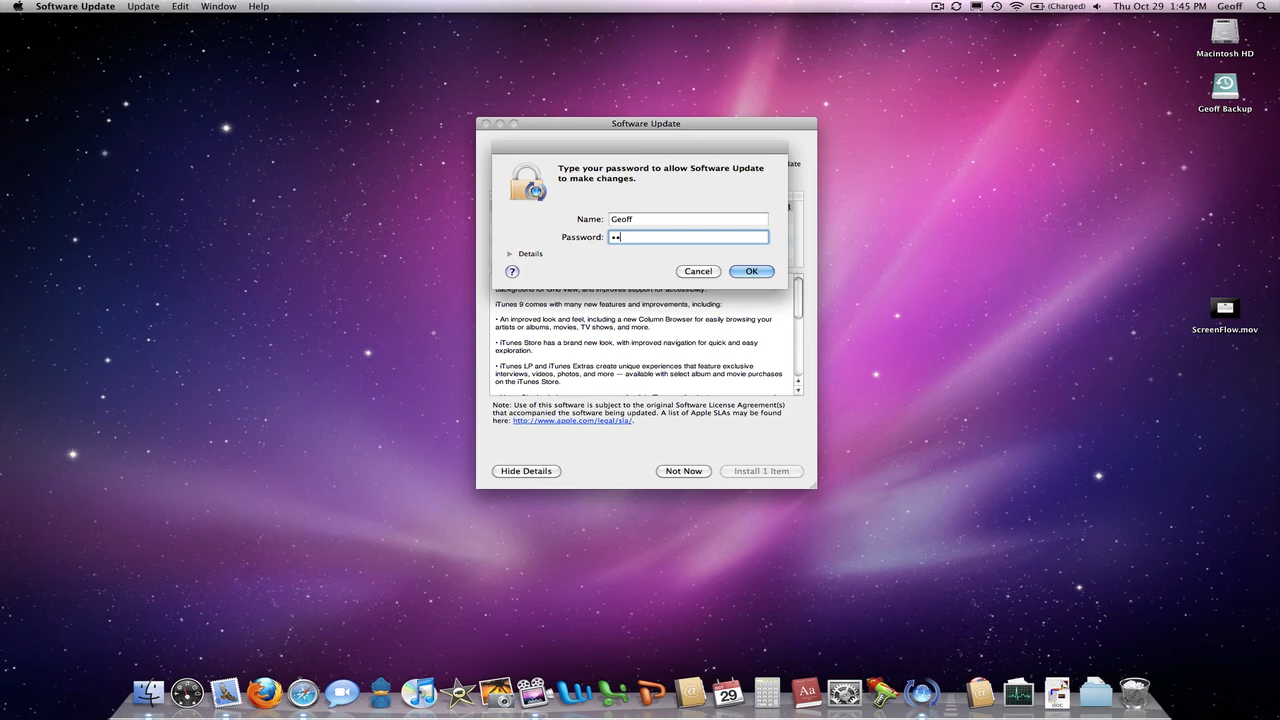 Software Update Update Edit Window Help (Charged) Thu Oct 29 1:45 PM Geoff
Macintosh HD
Geoff Backup
ScreenFlow.mov
Software Update
Type your password to allow Software Update
to make changes.
Name: Geoff
Password: ••
Details
?
Cancel OK
iTunes 9 comes with many new features and improvements, including:
• An improved look and feel, including a new Column Browser for easily browsing your
artists or albums, movies, TV shows, and more.
• iTunes Store has a brand new look, with improved navigation for quick and easy
exploration.
• iTunes LP and iTunes Extras create unique experiences that feature exclusive
interviews, videos, photos, and more — available with select album and movie purchases
on the iTunes Store.
Note: Use of this software is subject to the original Software License Agreement(s)
that accompanied the software being updated. A list of Apple SLAs may be found
here: http://www.apple.com/legal/sla/.
Hide Details Not Now Install 1 Item
OCT
29
Aa
DOC